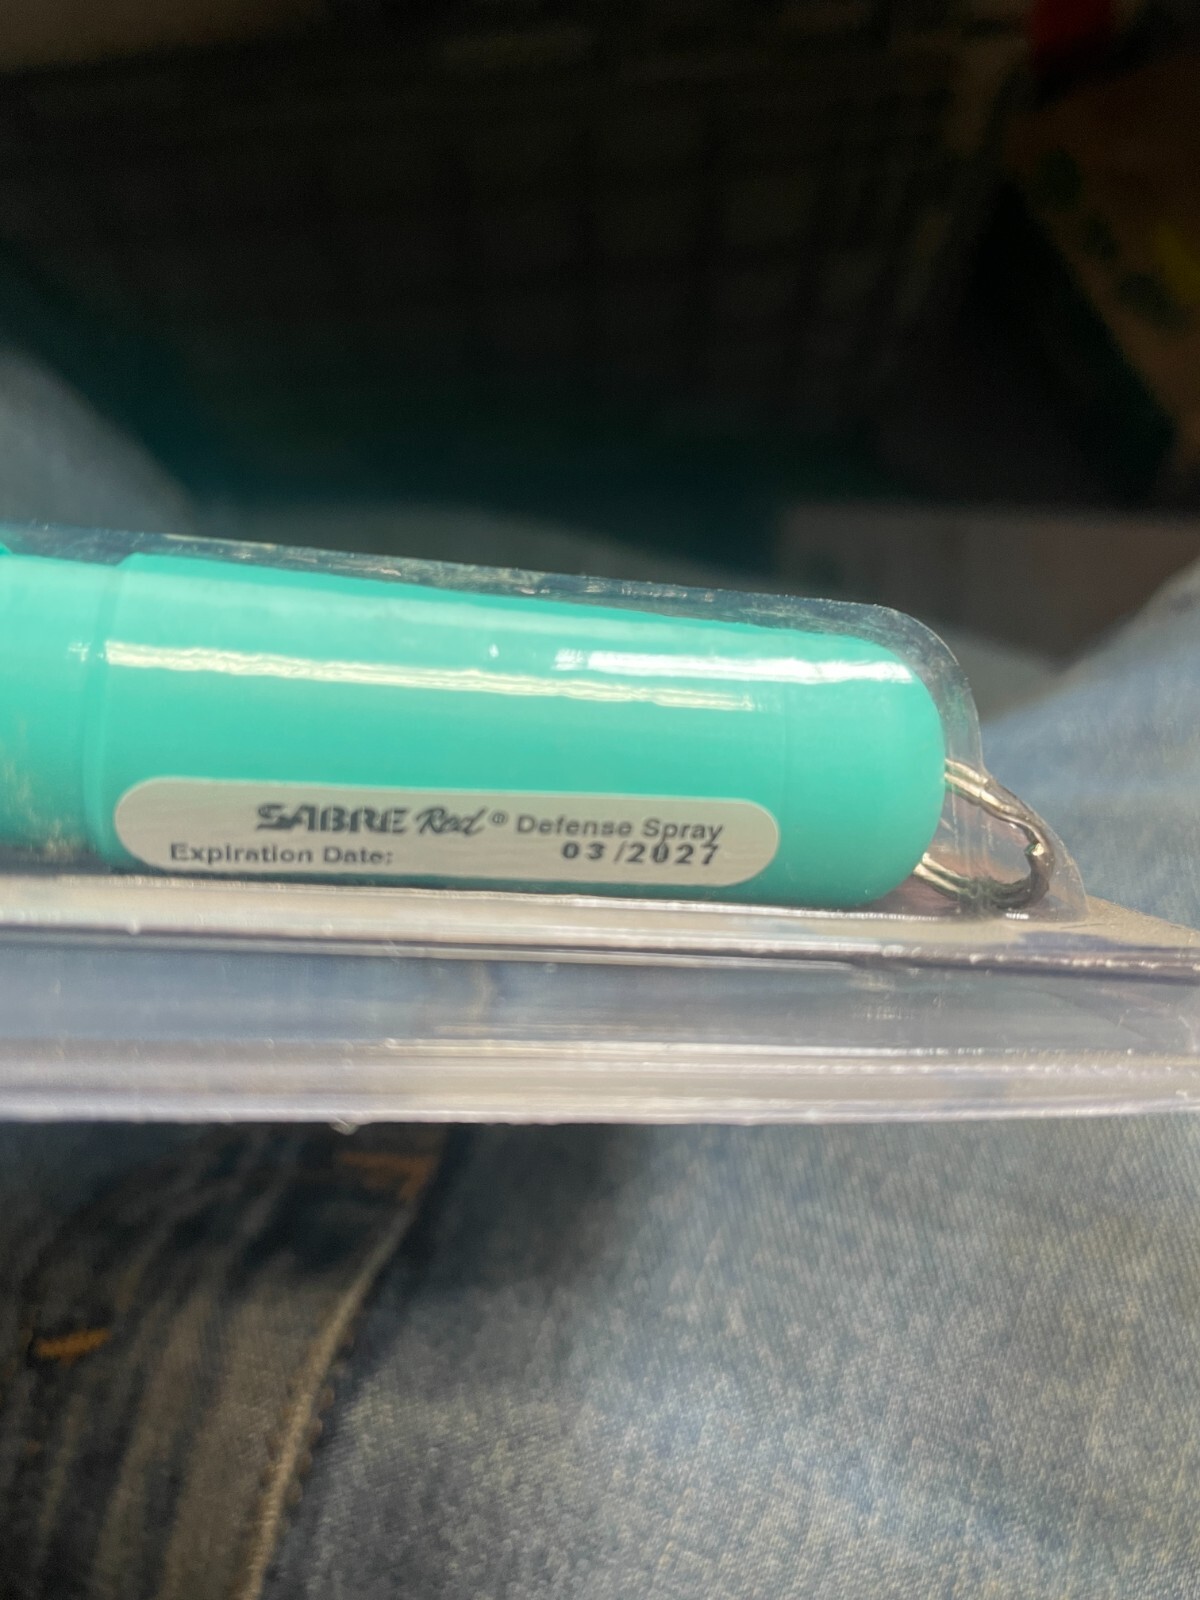 SABRE Red® Defense Spray
Expiration Date: 03/2027